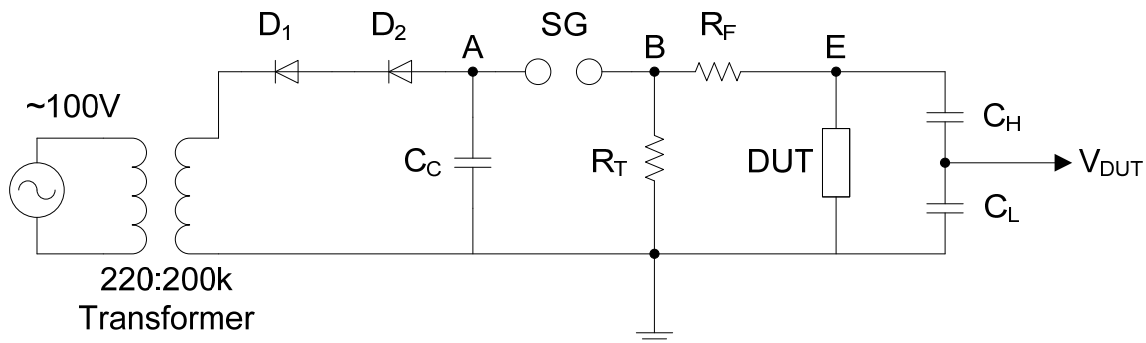 D1 D2 A SG B RF E
~100V
CC RT DUT CH
VDUT
CL
220:200k
Transformer